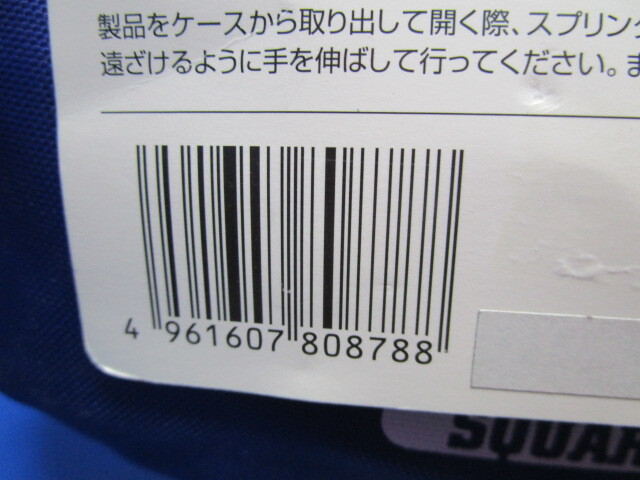 製品をケースから取り出して開く際、スプリング
遠ざけるように手を伸ばして行ってください。ま
4 961607 808788
SQUAR